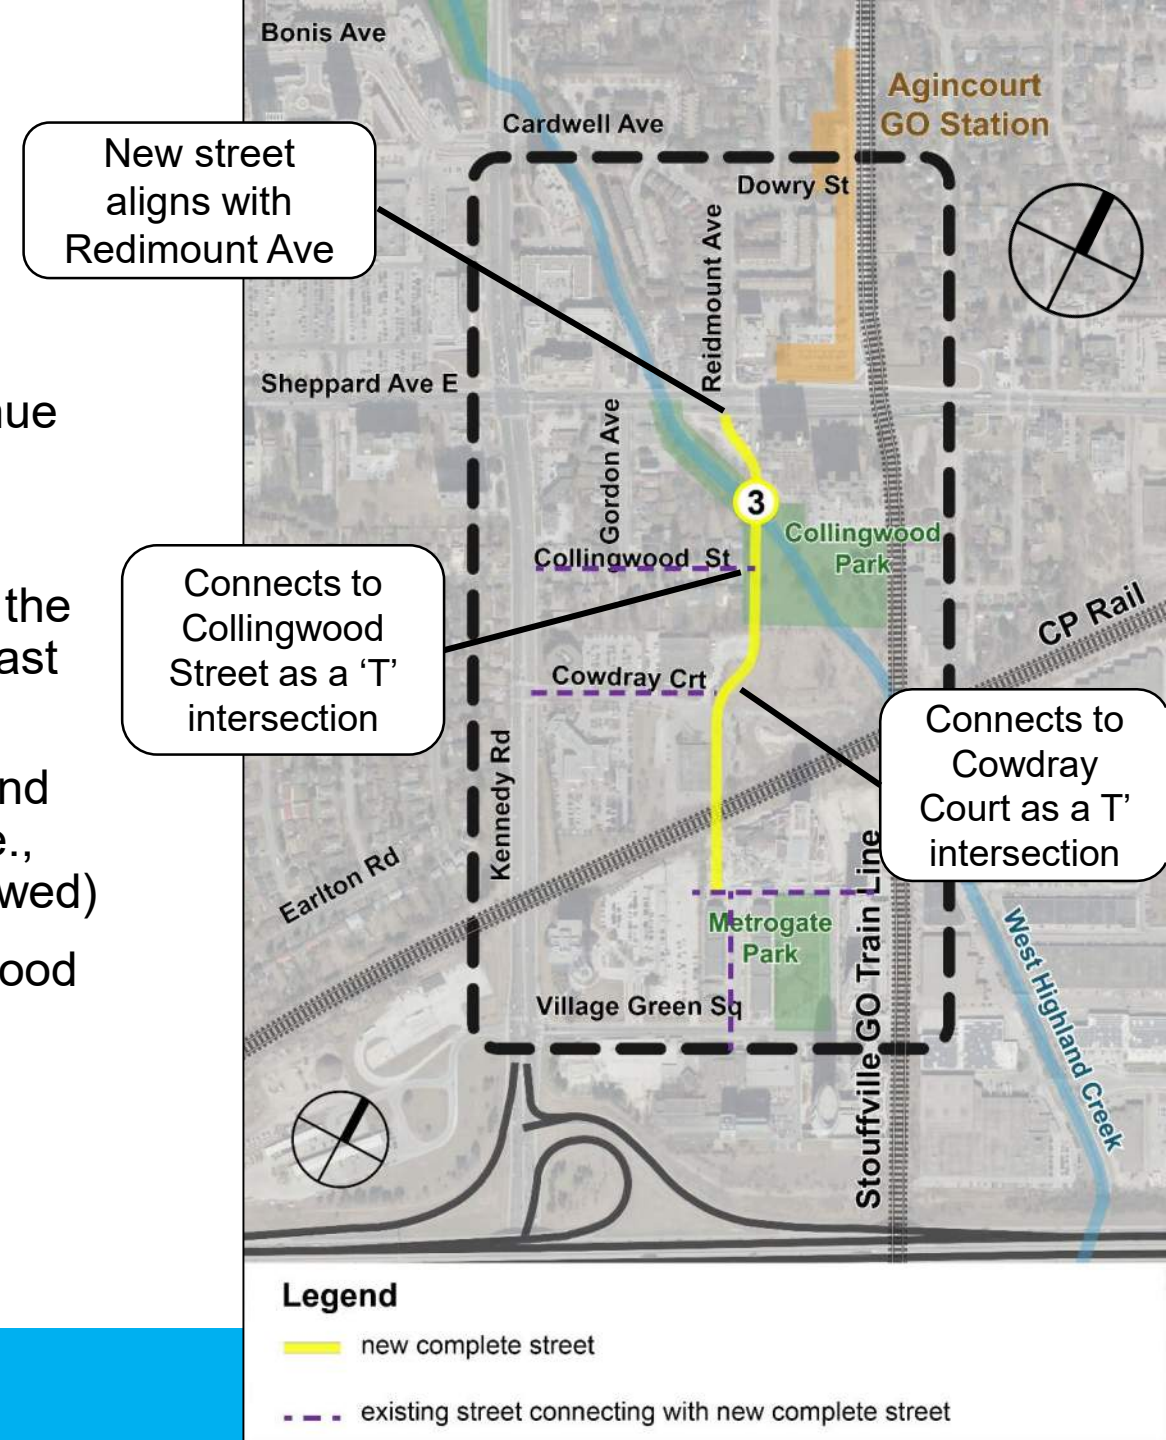 Bonis Ave
Agincourt
GO Station
Cardwell Ave
New street
aligns with
Redimount Ave
Dowry St
Reidmount Ave
Sheppard Ave E
nue
Gordon Ave
3
Collingwood
Park
Collingwood St
Connects to
Collingwood
Street as a ‘T’
intersection
the
ast
CP Rail
Cowdray Crt
Connects to
Cowdray
Court as a T’
intersection
Kennedy Rd
nd
e.,
wed)
Earlton Rd
ood
Metrogate
Park
Village Green Sq
Stouffville GO Train Line
West Highland Creek
Legend
new complete street
existing street connecting with new complete street